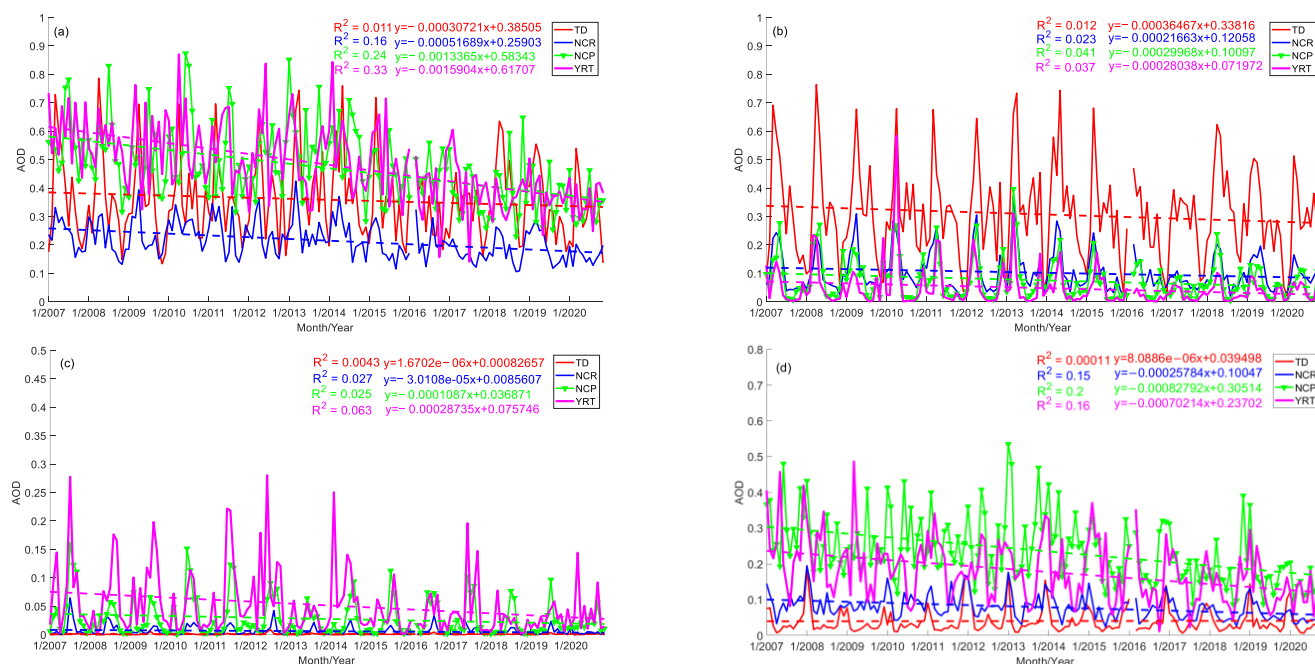 (a)
R² = 0.011 y=− 0.00030721x+0.38505
R² = 0.16 y=− 0.00051689x+0.25903
R² = 0.24 y=− 0.0013365x+0.58343
R² = 0.33 y=− 0.0015904x+0.61707
TD
NCR
NCP
YRT
1
0.9
0.8
0.7
0.6
0.5
0.4
0.3
0.2
0.1
0
AOD
1/2007 1/2008 1/2009 1/2010 1/2011 1/2012 1/2013 1/2014 1/2015 1/2016 1/2017 1/2018 1/2019 1/2020
Month/Year
(b)
R² = 0.012 y=− 0.00036467x+0.33816
R² = 0.023 y=−0.00021663x+0.12058
R² = 0.041 y=−0.00029968x+0.10097
R² = 0.037 y=− 0.00028038x+0.071972
TD
NCR
NCP
YRT
1
0.9
0.8
0.7
0.6
0.5
0.4
0.3
0.2
0.1
0
AOD
1/2007 1/2008 1/2009 1/2010 1/2011 1/2012 1/2013 1/2014 1/2015 1/2016 1/2017 1/2018 1/2019 1/2020
Month/Year
(c)
R² = 0.0043 y=1.6702e− 06x+0.00082657
R² = 0.027 y=− 3.0108e−05x+0.0085607
R² = 0.025 y=− 0.0001087x+0.036871
R² = 0.063 y=− 0.00028735x+0.075746
TD
NCR
NCP
YRT
0.5
0.45
0.4
0.35
0.3
0.25
0.2
0.15
0.1
0.05
0
AOD
1/2007 1/2008 1/2009 1/2010 1/2011 1/2012 1/2013 1/2014 1/2015 1/2016 1/2017 1/2018 1/2019 1/2020
Month/Year
(d)
R² = 0.00011 y=8.0886e−06x+0.039498
R² = 0.15 y=−0.00025784x+0.10047
R² = 0.2 y=−0.00082792x+0.30514
R² = 0.16 y=−0.00070214x+0.23702
TD
NCR
NCP
YRT
0.8
0.7
0.6
0.5
0.4
0.3
0.2
0.1
0
AOD
1/2007 1/2008 1/2009 1/2010 1/2011 1/2012 1/2013 1/2014 1/2015 1/2016 1/2017 1/2018 1/2019 1/2020
Month/Year